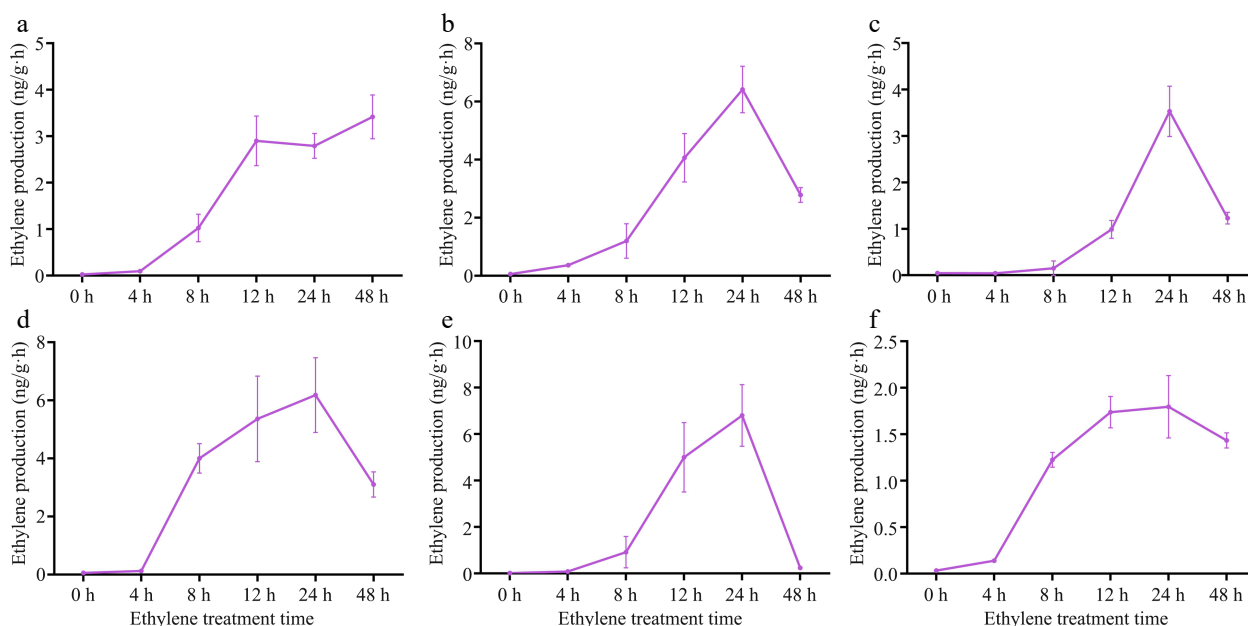 a
Ethylene production (ng/g·h)
5
4
3
2
1
0
0 h 4 h 8 h 12 h 24 h 48 h
b
Ethylene production (ng/g·h)
8
6
4
2
0
0 h 4 h 8 h 12 h 24 h 48 h
c
Ethylene production (ng/g·h)
5
4
3
2
1
0
0 h 4 h 8 h 12 h 24 h 48 h
d
Ethylene production (ng/g·h)
8
6
4
2
0
0 h 4 h 8 h 12 h 24 h 48 h
Ethylene treatment time
e
Ethylene production (ng/g·h)
10
8
6
4
2
0
0 h 4 h 8 h 12 h 24 h 48 h
Ethylene treatment time
f
Ethylene production (ng/g·h)
2.5
2.0
1.5
1.0
0.5
0.0
0 h 4 h 8 h 12 h 24 h 48 h
Ethylene treatment time